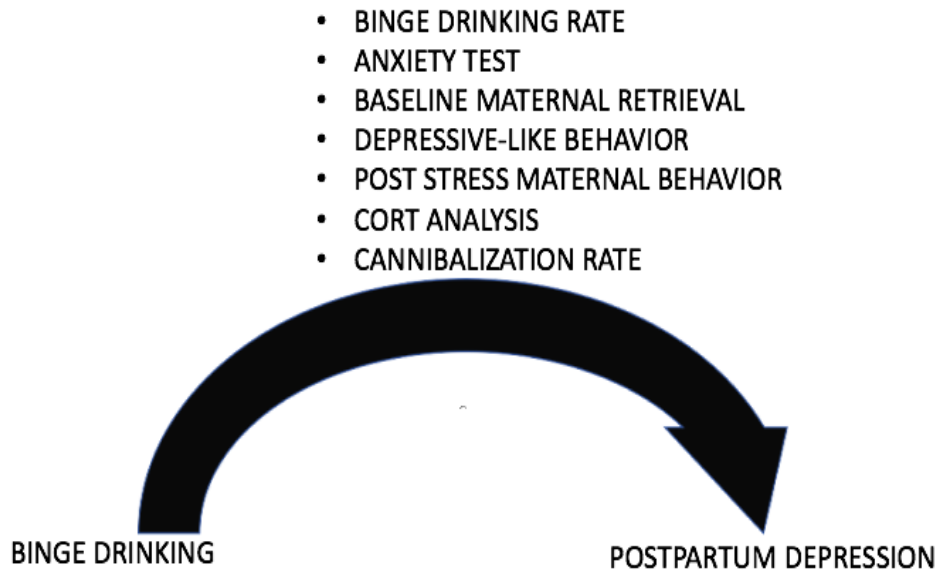 • BINGE DRINKING RATE
• ANXIETY TEST
• BASELINE MATERNAL RETRIEVAL
• DEPRESSIVE-LIKE BEHAVIOR
• POST STRESS MATERNAL BEHAVIOR
• CORT ANALYSIS
• CANNIBALIZATION RATE
BINGE DRINKING
POSTPARTUM DEPRESSION